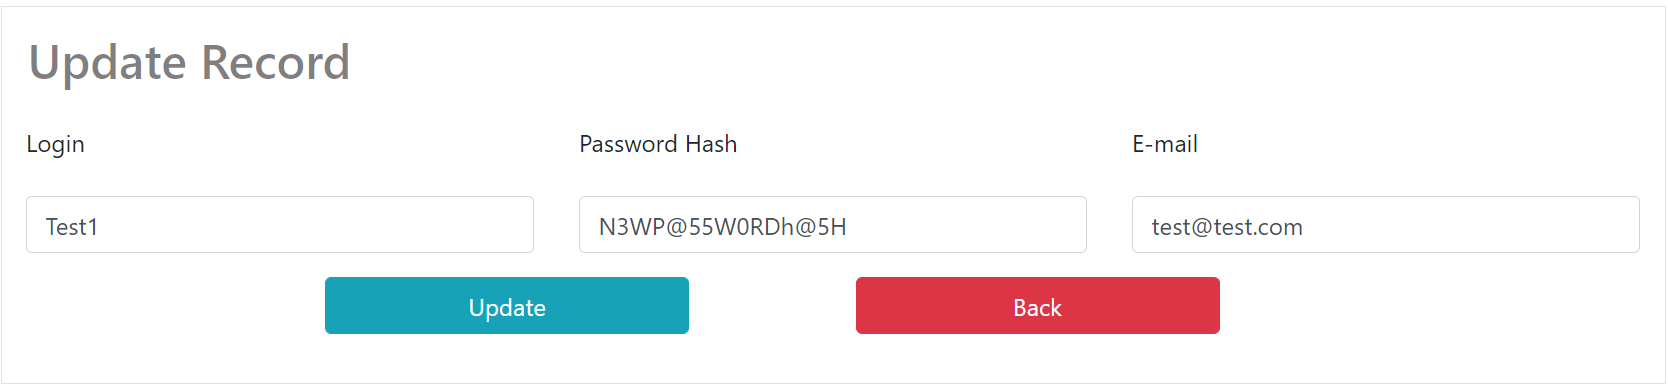 Update Record
Login Password Hash E-mail
Test1 N3WP@55W0RDh@5H test@test.com
Update Back